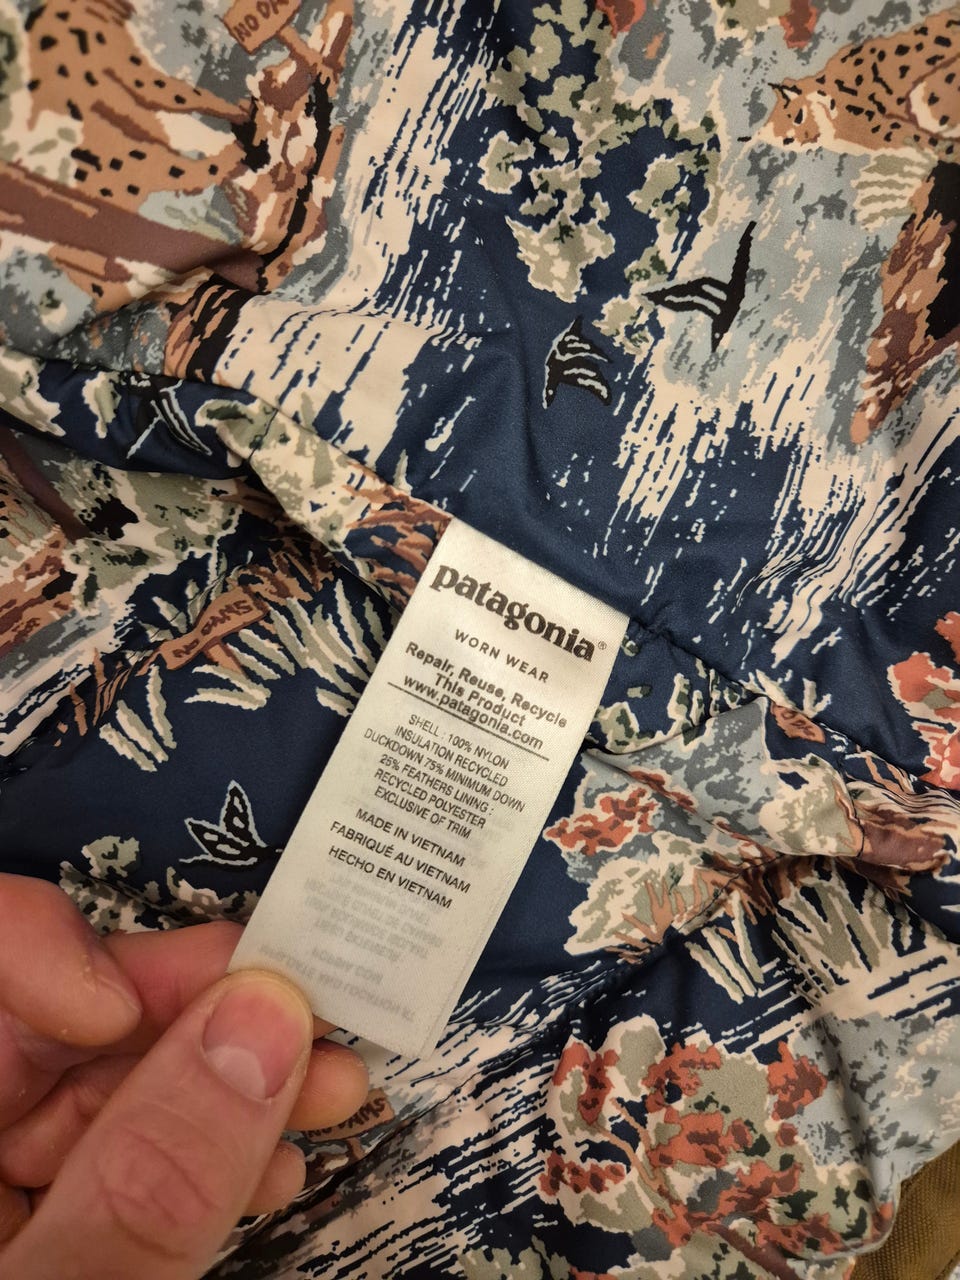 NO DA
patagonia®
WORN WEAR
Repair, Reuse, Recycle
This Product
www.patagonia.com
SHELL : 100% NYLON
INSULATION RECYCLED
DUCKDOWN 75% MINIMUM DOWN
25% FEATHERS LINING :
RECYCLED POLYESTER
EXCLUSIVE OF TRIM
MADE IN VIETNAM
FABRIQUÉ AU VIETNAM
HECHO EN VIETNAM
NO DAMS